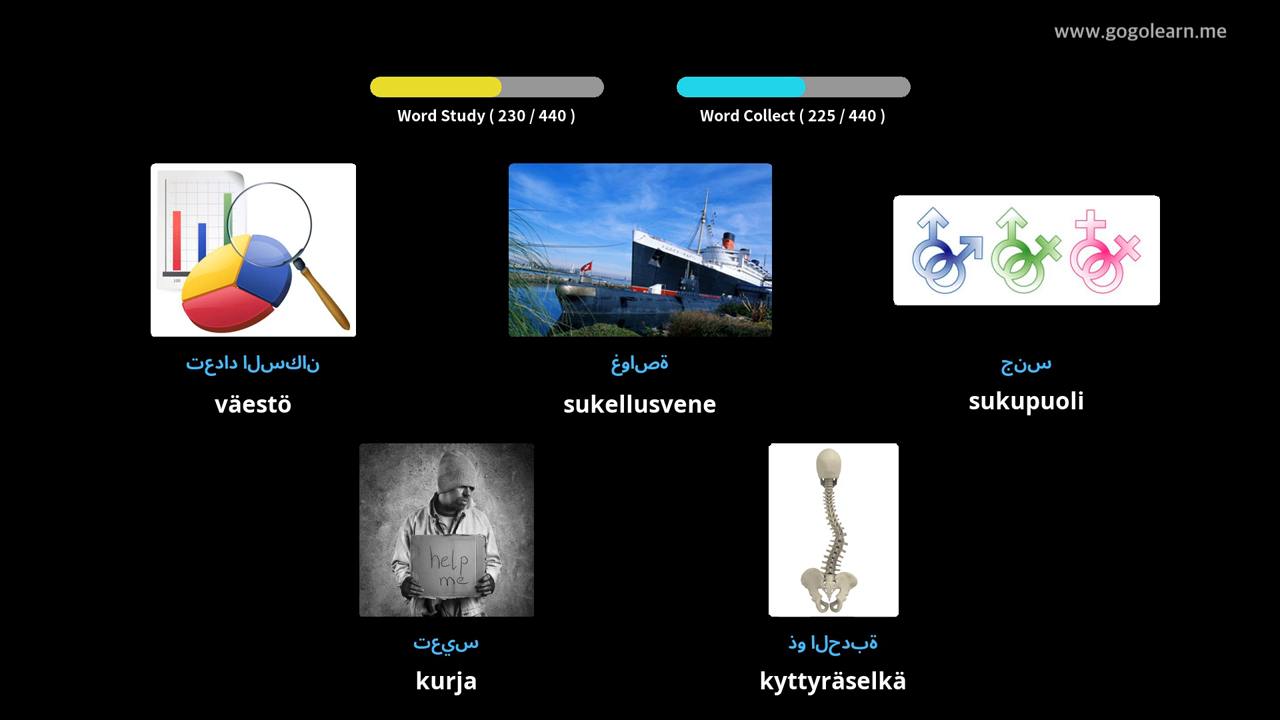 www.gogolearn.me
Word Study ( 230 / 440 )
Word Collect ( 225 / 440 )
تعداد السكان
غواصة
جنس
väestö
sukellusvene
sukupuoli
help
me
تعيس
ذو الحدبة
kurja
kyttyräselkä